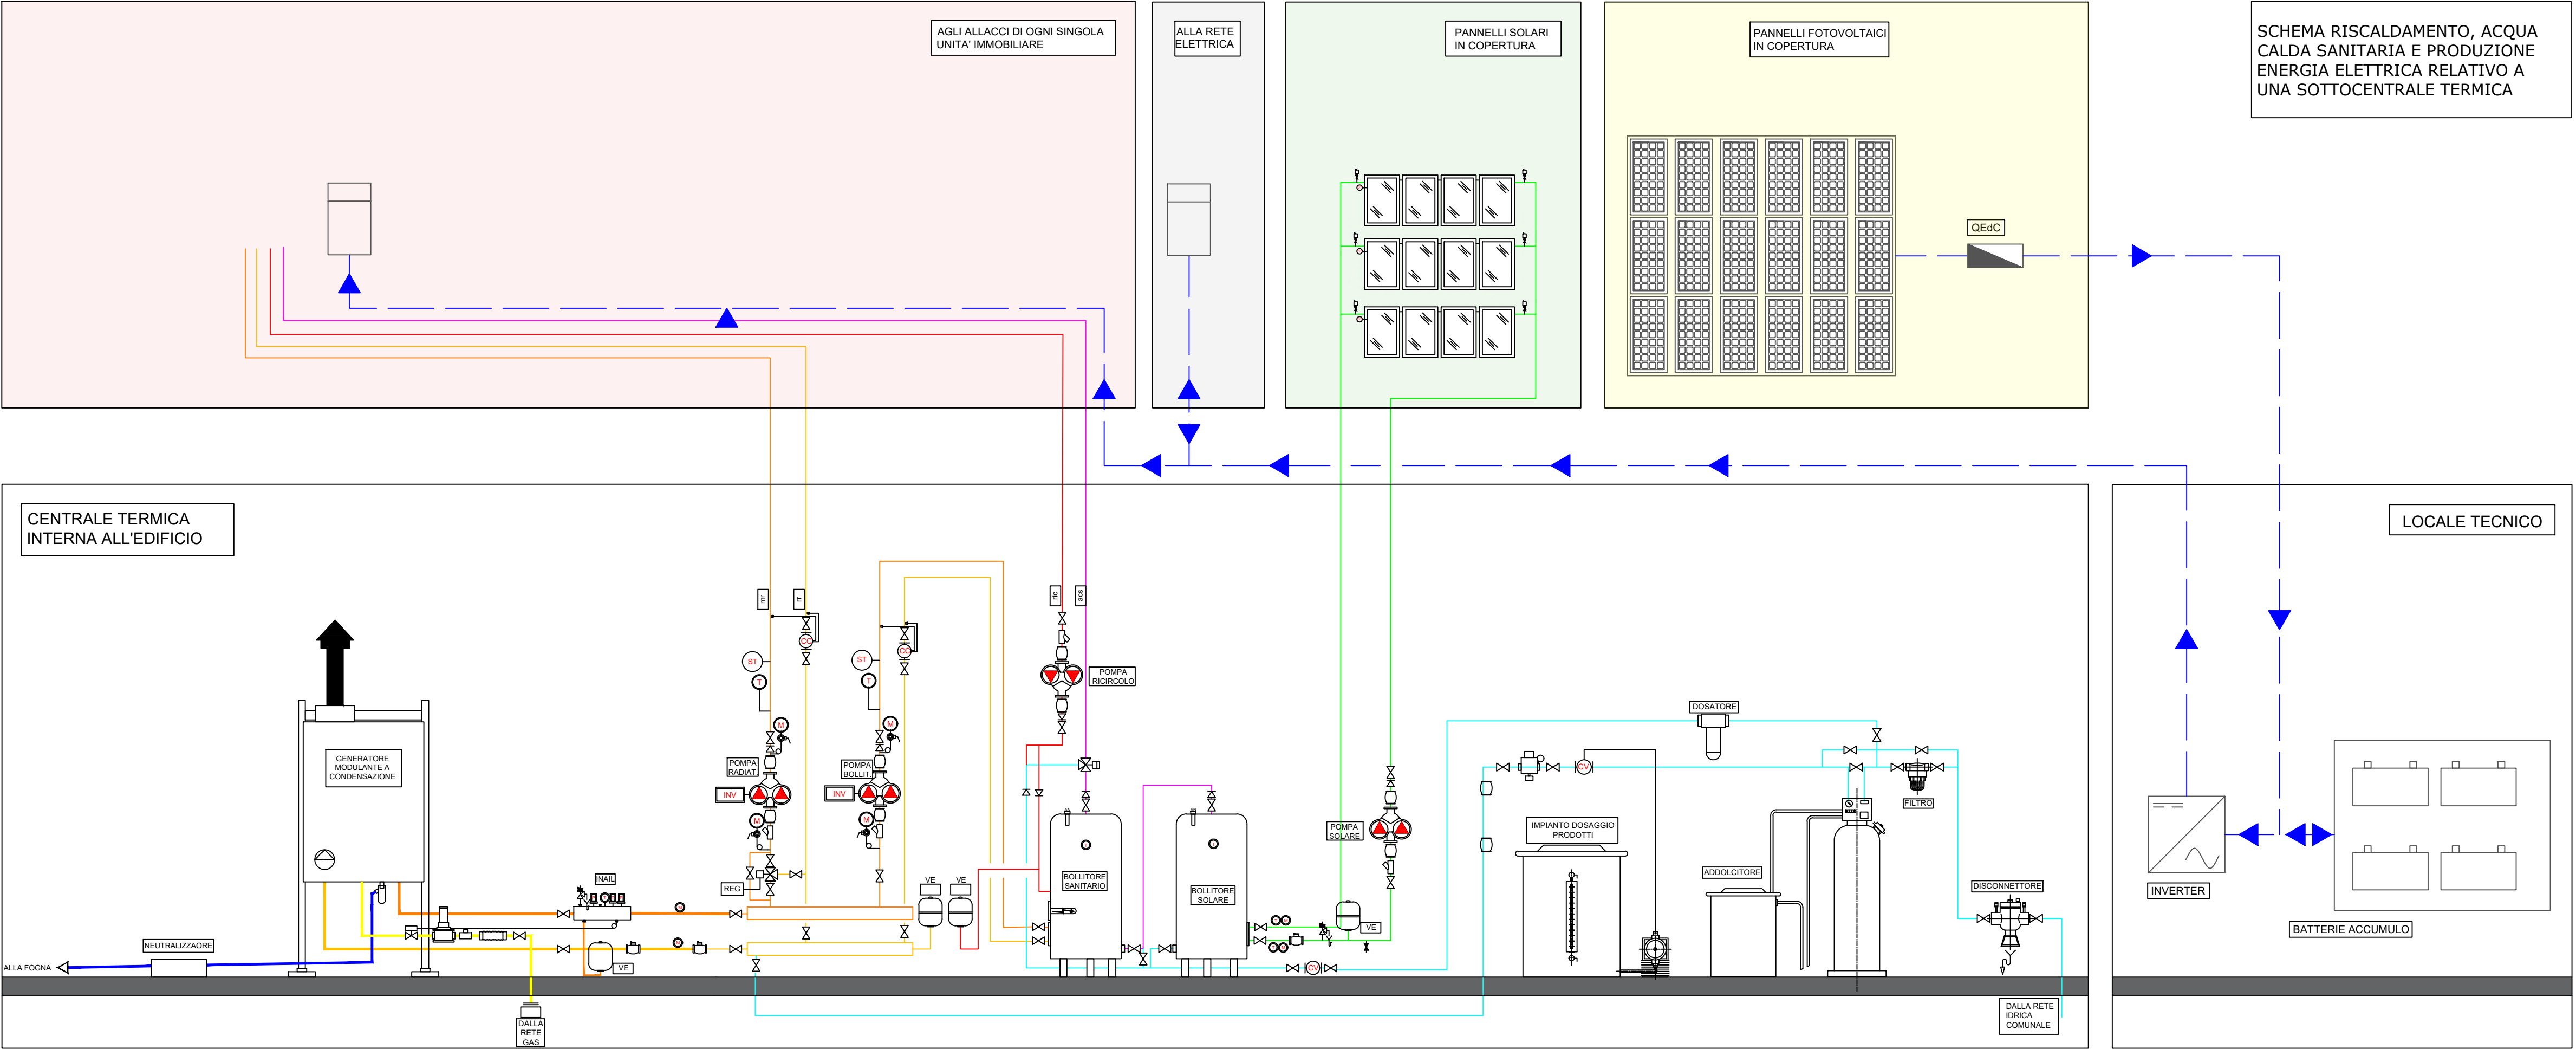 AGLI ALLACCI DI OGNI SINGOLA
UNITA' IMMOBILIARE
ALLA RETE
ELETTRICA
PANNELLI SOLARI
IN COPERTURA
PANNELLI FOTOVOLTAICI
IN COPERTURA
SCHEMA RISCALDAMENTO, ACQUA
CALDA SANITARIA E PRODUZIONE
ENERGIA ELETTRICA RELATIVO A
UNA SOTTOCENTRALE TERMICA
QEdC
CENTRALE TERMICA
INTERNA ALL'EDIFICIO
LOCALE TECNICO
mr
rr
ric
acs
CC
CC
ST
ST
T
T
POMPA
RICIRCOLO
M
M
DOSATORE
GENERATORE
MODULANTE A
CONDENSAZIONE
POMPA
RADIAT.
POMPA
BOLLIT.
CV
INV
INV
FILTRO
M
M
POMPA
SOLARE
IMPIANTO DOSAGGIO
PRODOTTI
REG
INAIL
VE
VE
BOLLITORE
SANITARIO
BOLLITORE
SOLARE
ADDOLCITORE
DISCONNETTORE
INVERTER
VE
BATTERIE ACCUMULO
NEUTRALIZZAORE
ALLA FOGNA
VE
CV
DALLA
RETE
GAS
DALLA RETE
IDRICA
COMUNALE